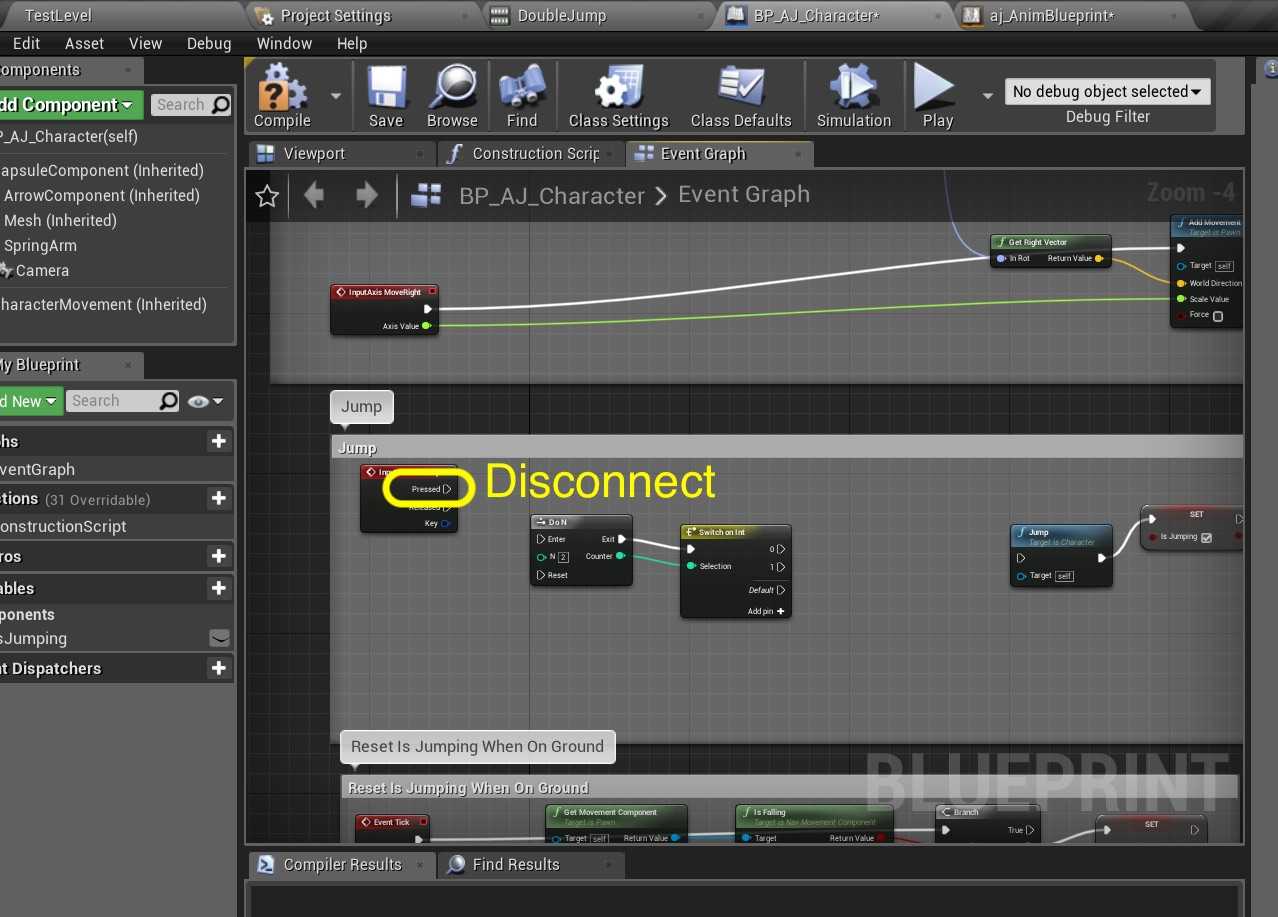 TestLevel
Project Settings
DoubleJump
BP_AJ_Character*
aj_AnimBlueprint*
Edit Asset View Debug Window Help
omponents
dd Component
Search
P_AJ_Character(self)
apsuleComponent (Inherited)
ArrowComponent (Inherited)
Mesh (Inherited)
SpringArm
Camera
haracterMovement (Inherited)
Compile
Save
Browse
Find
Class Settings
Class Defaults
Simulation
Play
No debug object selected
Debug Filter
Viewport
Construction Scrip
Event Graph
BP_AJ_Character > Event Graph
Zoom -4
Add Movement
Target is Pawn
Target self
World Direction
Scale Value
Force
Get Right Vector
In Rot Return Value
InputAxis MoveRight
Axis Value
My Blueprint
d New
Search
hs
ventGraph
ctions (31 Overridable)
onstructionScript
ros
ables
ponents
sJumping
nt Dispatchers
Jump
Jump
Inp
Pressed
Disconnect
Released
Key
Do N
Enter Exit
N 2 Counter
Reset
Switch on Int
0
Selection 1
Default
Add pin +
Jump
Target is Character
Target self
SET
Is Jumping
Reset Is Jumping When On Ground
Reset Is Jumping When On Ground
BLUEPRINT
Event Tick
Get Movement Component
Target is Pawn
Target self Return Value
Is Falling
Target is Nav Movement Component
Target Return Value
Branch
True
SET
Compiler Results
Find Results